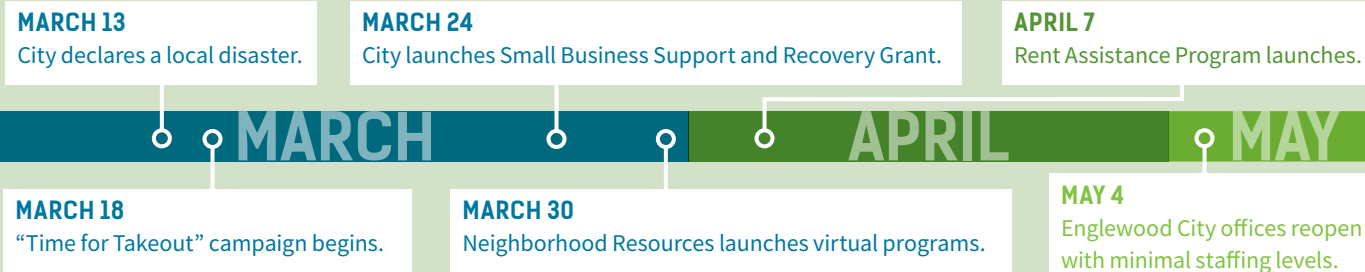 MARCH 13
City declares a local disaster.
MARCH 24
City launches Small Business Support and Recovery Grant.
APRIL 7
Rent Assistance Program launches.
MARCH
APRIL
MAY
MARCH 18
“Time for Takeout” campaign begins.
MARCH 30
Neighborhood Resources launches virtual programs.
MAY 4
Englewood City offices reopen
with minimal staffing levels.